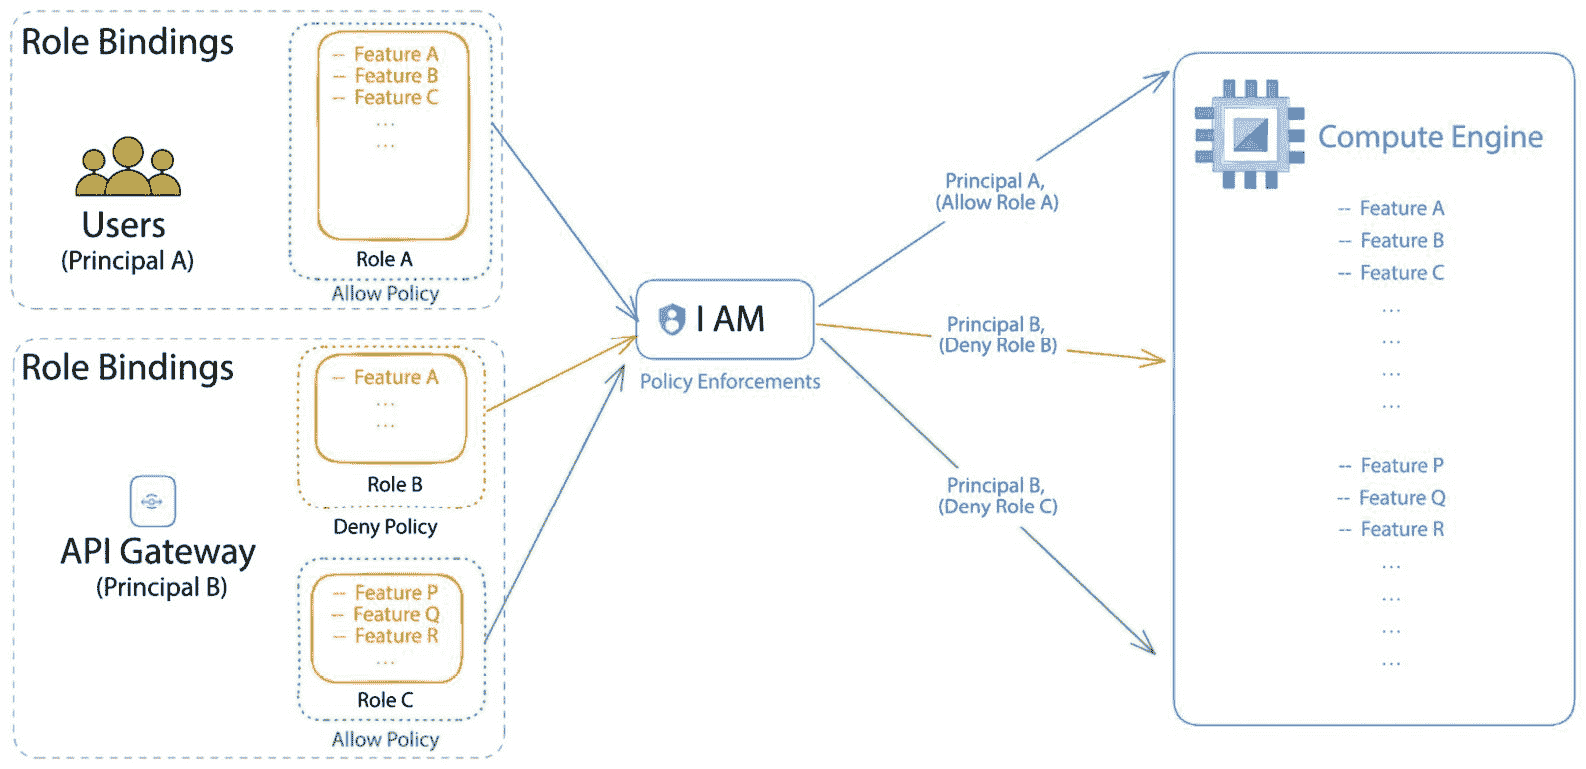 Role Bindings
-- Feature A
-- Feature B
-- Feature C
...
...
Users
(Principal A)
Role A
Allow Policy
Role Bindings
-- Feature A
...
...
Role B
Deny Policy
API Gateway
(Principal B)
-- Feature P
-- Feature Q
-- Feature R
...
Role C
Allow Policy
I AM
Policy Enforcements
Principal A,
(Allow Role A)
Principal B,
(Deny Role B)
Principal B,
(Deny Role C)
Compute Engine
-- Feature A
-- Feature B
-- Feature C
...
...
...
...
-- Feature P
-- Feature Q
-- Feature R
...
...
...
...